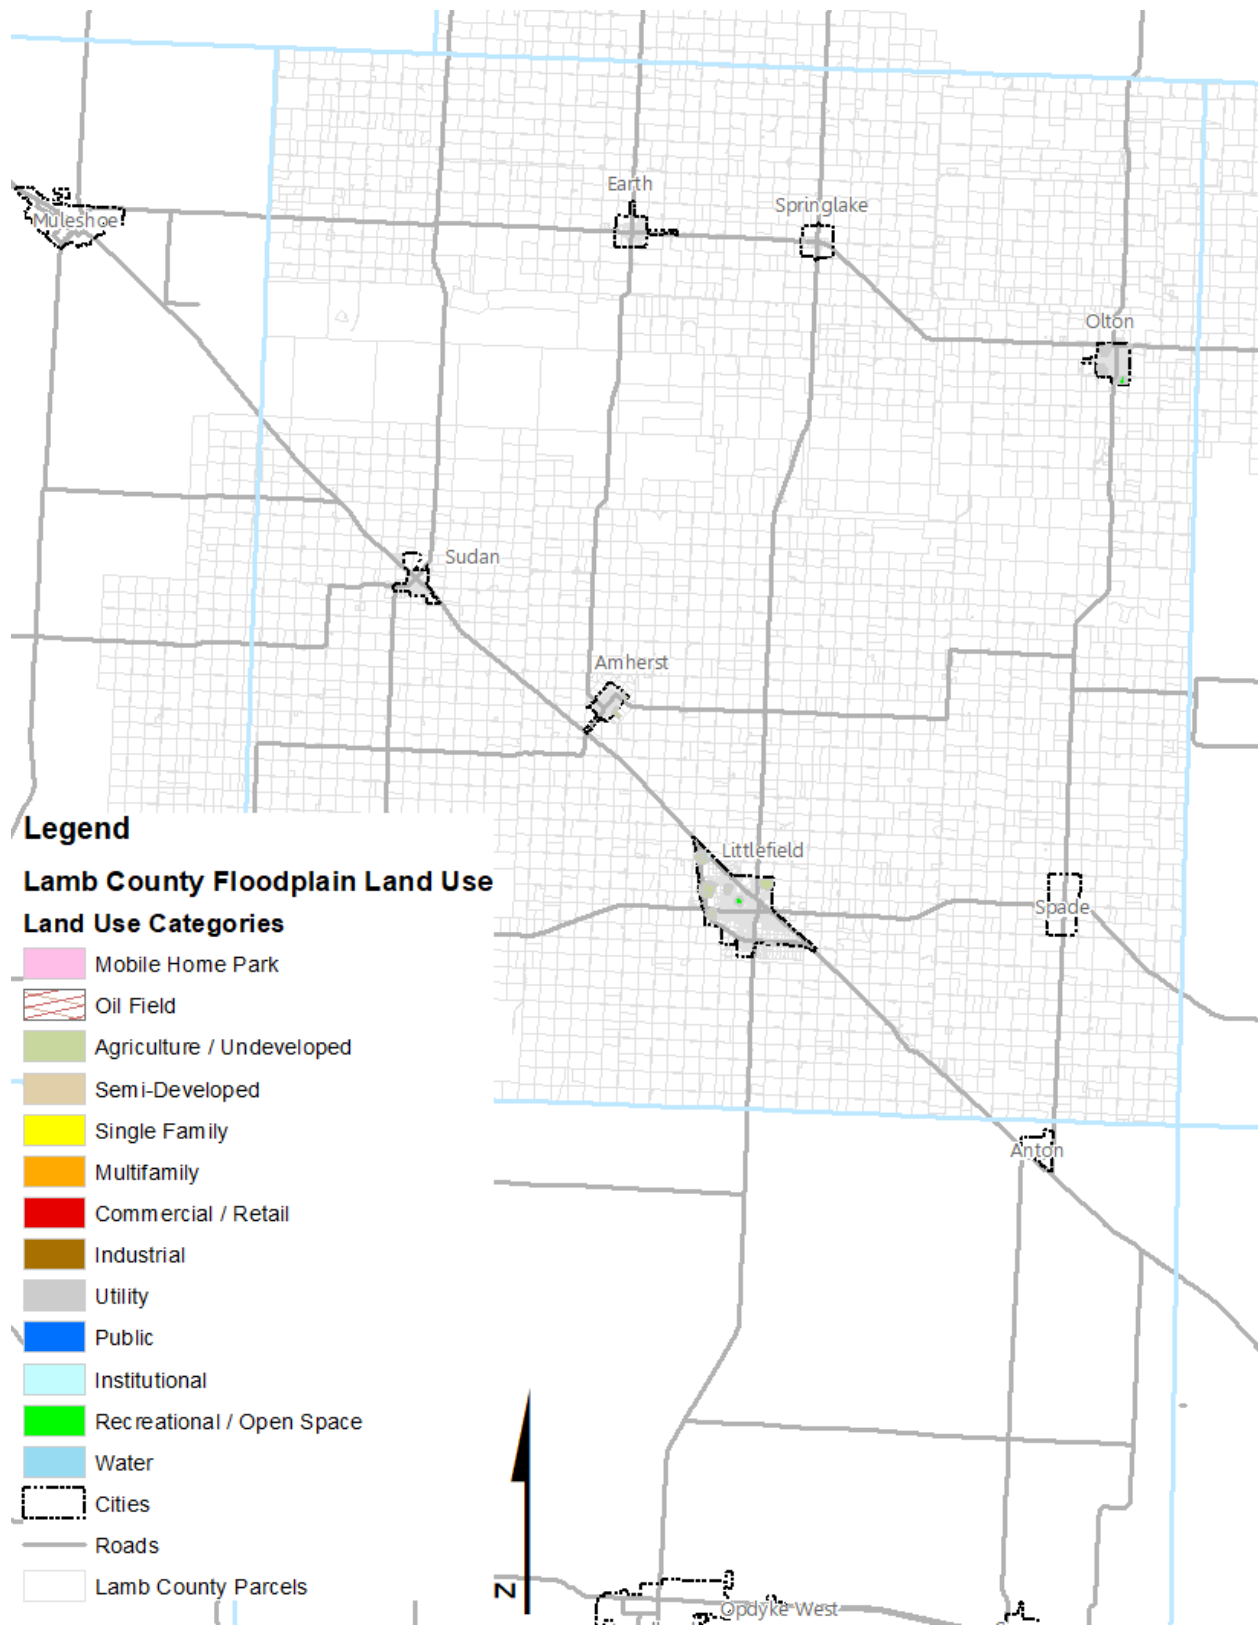 Earth
Springlake
Muleshoe
Olton
Sudan
Amherst
Littlefield
Spade
Anton
Opdyke West
Legend
Lamb County Floodplain Land Use
Land Use Categories
Mobile Home Park
Oil Field
Agriculture / Undeveloped
Semi-Developed
Single Family
Multifamily
Commercial / Retail
Industrial
Utility
Public
Institutional
Recreational / Open Space
Water
Cities
Roads
Lamb County Parcels
N